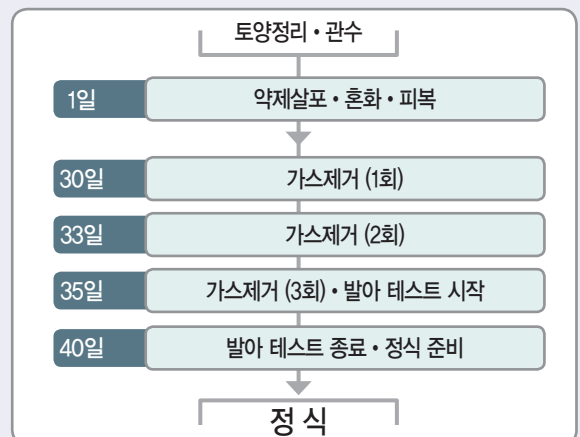 토양정리·관수
1일 약제살포·혼화·피복
30일 가스제거 (1회)
33일 가스제거 (2회)
35일 가스제거 (3회)·발아 테스트 시작
40일 발아 테스트 종료·정식 준비
정 식